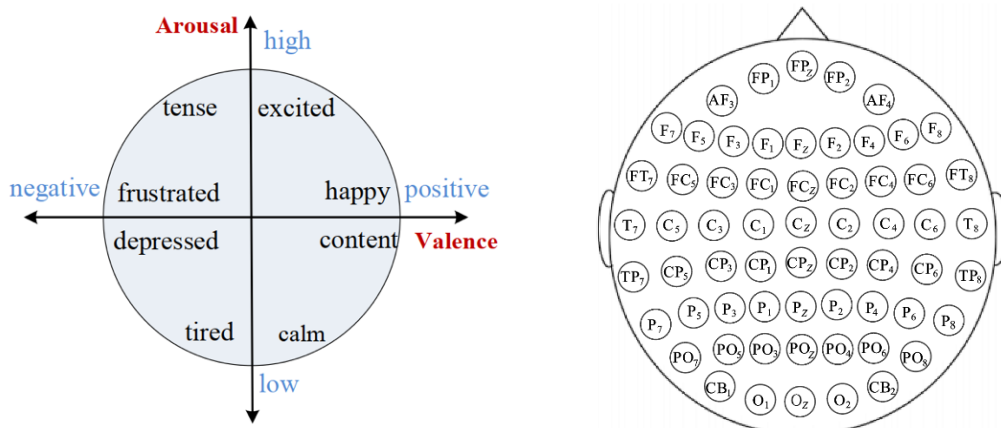 Arousal
high
tense excited
negative frustrated happy positive
depressed content Valence
tired calm
low
FPZ
FP1 FP2
AF3 AF4
F7 F5 F3 F1 FZ F2 F4 F6 F8
FT7 FC5 FC3 FC1 FCZ FC2 FC4 FC6 FT8
T7 C5 C3 C1 CZ C2 C4 C6 T8
TP7 CP5 CP3 CP1 CPZ CP2 CP4 CP6 TP8
P7 P5 P3 P1 PZ P2 P4 P6 P8
PO7 PO5 PO3 POZ PO4 PO6 PO8
CB1 O1 OZ O2 CB2